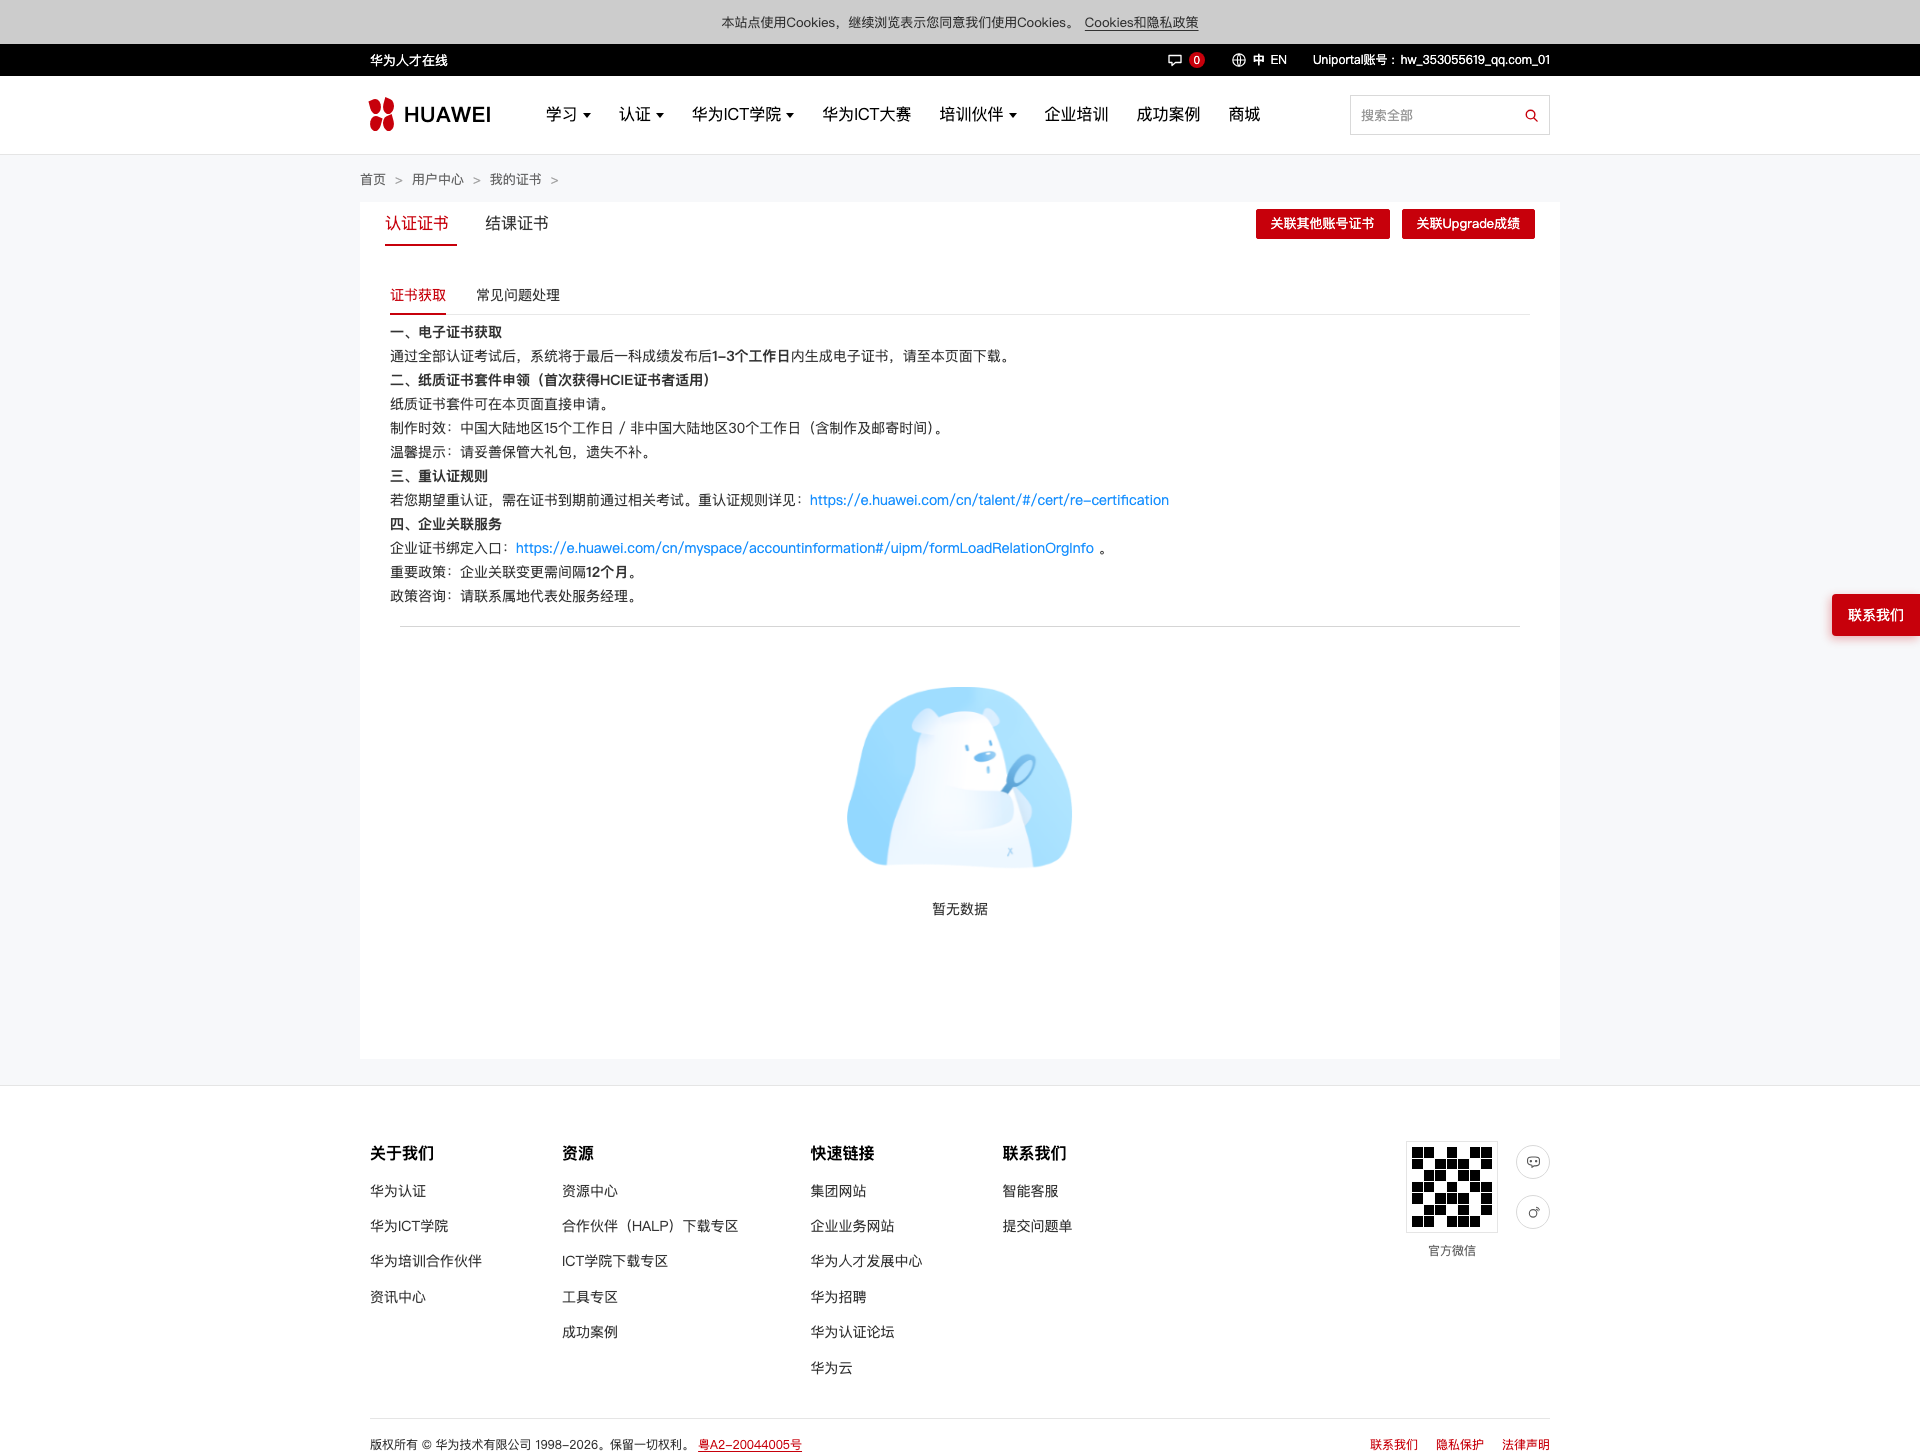 本站点使用Cookies，继续浏览表示您同意我们使用Cookies。 Cookies和隐私政策
华为人才在线
0
中 EN
Uniportal账号： hw_353055619_qq.com_01
HUAWEI
学习
认证
华为ICT学院
华为ICT大赛
培训伙伴
企业培训
成功案例
商城
搜索全部
首页 > 用户中心 > 我的证书 >
认证证书
结课证书
关联其他账号证书
关联Upgrade成绩
证书获取
常见问题处理
一、电子证书获取
通过全部认证考试后，系统将于最后一科成绩发布后1-3个工作日内生成电子证书，请至本页面下载。
二、纸质证书套件申领（首次获得HCIE证书者适用）
纸质证书套件可在本页面直接申请。
制作时效：中国大陆地区15个工作日 / 非中国大陆地区30个工作日（含制作及邮寄时间）。
温馨提示：请妥善保管大礼包，遗失不补。
三、重认证规则
若您期望重认证，需在证书到期前通过相关考试。重认证规则详见：https://e.huawei.com/cn/talent/#/cert/re-certification
四、企业关联服务
企业证书绑定入口：https://e.huawei.com/cn/myspace/accountinformation#/uipm/formLoadRelationOrgInfo 。
重要政策：企业关联变更需间隔12个月。
政策咨询：请联系属地代表处服务经理。
联系我们
暂无数据
关于我们
华为认证
华为ICT学院
华为培训合作伙伴
资讯中心
资源
资源中心
合作伙伴（HALP）下载专区
ICT学院下载专区
工具专区
成功案例
快速链接
集团网站
企业业务网站
华为人才发展中心
华为招聘
华为认证论坛
华为云
联系我们
智能客服
提交问题单
官方微信
版权所有 © 华为技术有限公司 1998-2026。保留一切权利。 粤A2-20044005号
联系我们
隐私保护
法律声明